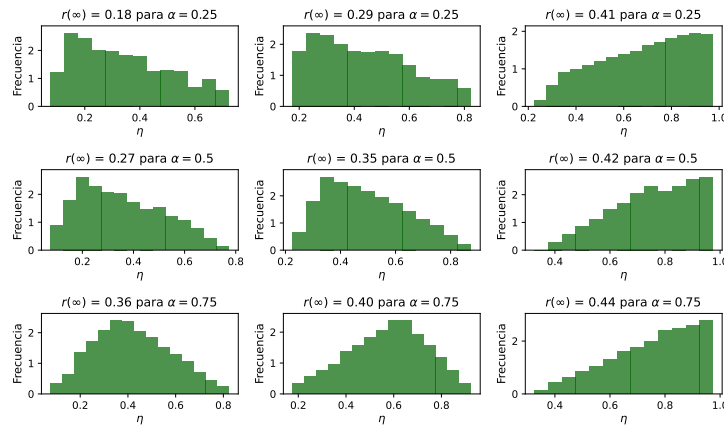 r(∞) = 0.18 para α = 0.25
Frecuencia
2
1
0
0.2 0.4 0.6
η
r(∞) = 0.29 para α = 0.25
Frecuencia
2
1
0
0.2 0.4 0.6 0.8
η
r(∞) = 0.41 para α = 0.25
Frecuencia
2
1
0
0.2 0.4 0.6 0.8 1.0
η
r(∞) = 0.27 para α = 0.5
Frecuencia
2
1
0
0.2 0.4 0.6 0.8
η
r(∞) = 0.35 para α = 0.5
Frecuencia
2
1
0
0.2 0.4 0.6 0.8
η
r(∞) = 0.42 para α = 0.5
Frecuencia
2
1
0
0.4 0.6 0.8 1.0
η
r(∞) = 0.36 para α = 0.75
Frecuencia
2
1
0
0.2 0.4 0.6 0.8
η
r(∞) = 0.40 para α = 0.75
Frecuencia
2
1
0
0.2 0.4 0.6 0.8
η
r(∞) = 0.44 para α = 0.75
Frecuencia
2
0
0.4 0.6 0.8 1.0
η